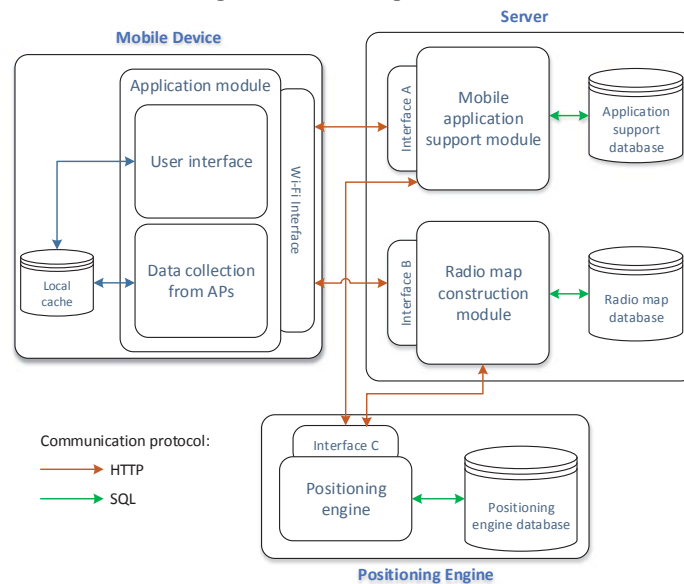 Server
Mobile Device
Application module
User interface
Data collection
from APs
Local
cache
Wi-Fi Interface
Interface A
Mobile
application
support module
Application
support
database
Interface B
Radio map
construction
module
Radio map
database
Communication protocol:
HTTP
SQL
Interface C
Positioning
engine
Positioning
engine database
Positioning Engine